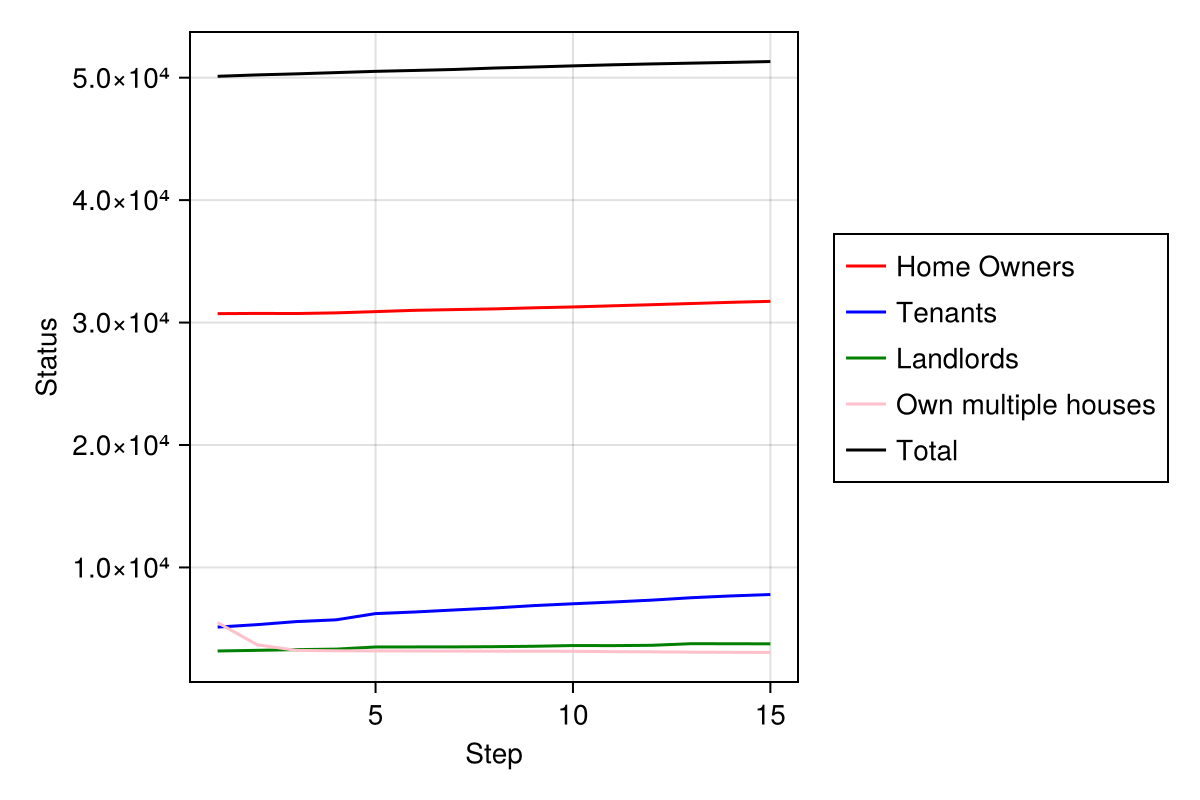 5.0×10⁴
4.0×10⁴
3.0×10⁴
2.0×10⁴
1.0×10⁴
Status
5 10 15
Step
Home Owners
Tenants
Landlords
Own multiple houses
Total